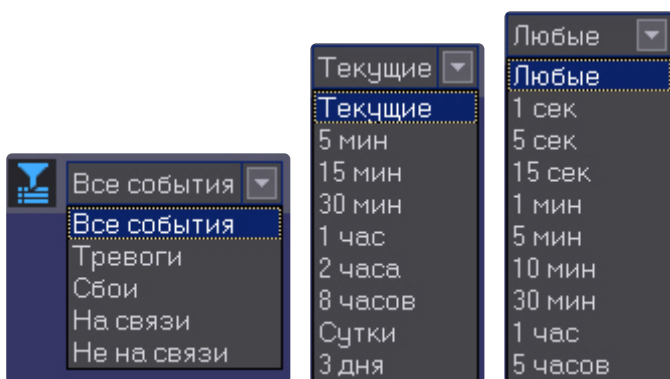 Все события
Все события
Тревоги
Сбои
На связи
Не на связи
Текущие
Текущие
5 мин
15 мин
30 мин
1 час
2 часа
8 часов
Сутки
3 дня
Любые
Любые
1 сек
5 сек
15 сек
1 мин
5 мин
10 мин
30 мин
1 час
5 часов